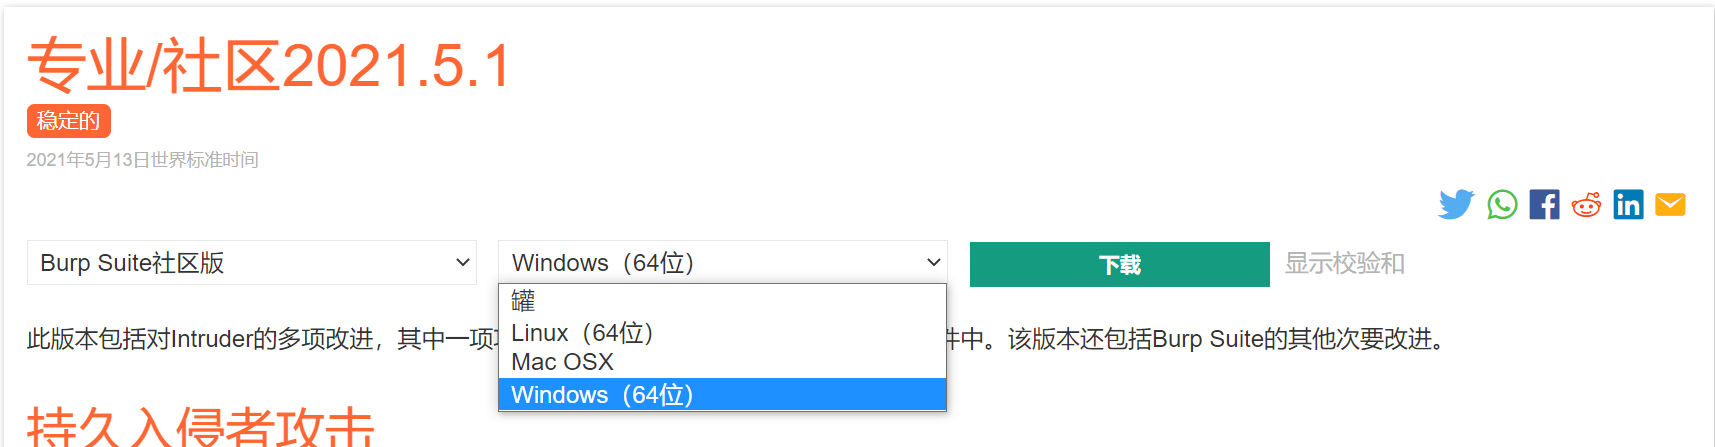 专业/社区2021.5.1
稳定的
2021年5月13日世界标准时间
Burp Suite社区版
Windows（64位）
下载
显示校验和
罐
Linux（64位）
Mac OSX
Windows（64位）
此版本包括对Intruder的多项改进，其中一项 件中。该版本还包括Burp Suite的其他次要改进。
持久入侵者攻击